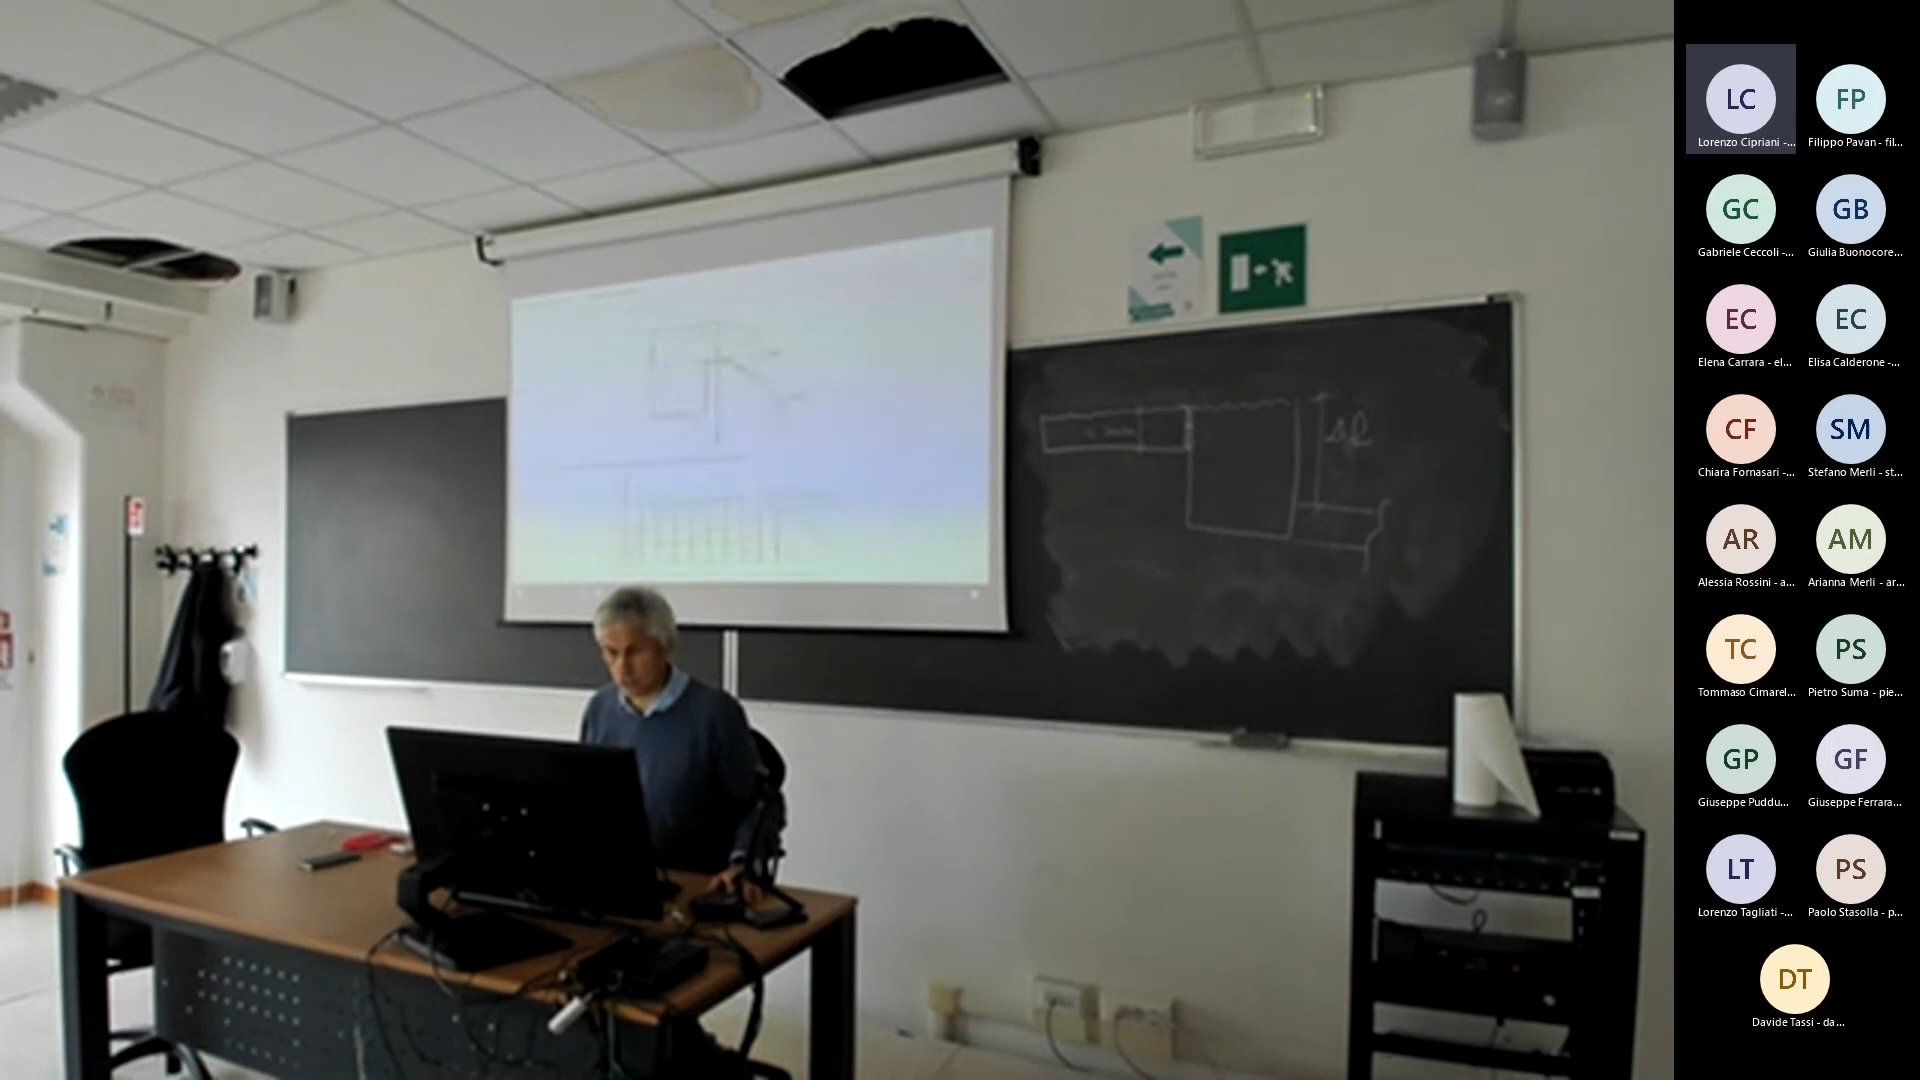 LC
Lorenzo Cipriani -...
FP
Filippo Pavan - fil...
GC
Gabriele Ceccoli -...
GB
Giulia Buonocore...
EC
Elena Carrara - el...
EC
Elisa Calderone -...
CF
Chiara Fornasari -...
SM
Stefano Merli - st...
AR
Alessia Rossini - a...
AM
Arianna Merli - ar...
TC
Tommaso Cimarel...
PS
Pietro Suma - pie...
GP
Giuseppe Puddu...
GF
Giuseppe Ferrara...
LT
Lorenzo Tagliati -...
PS
Paolo Stasolla - p...
DT
Davide Tassi - da...